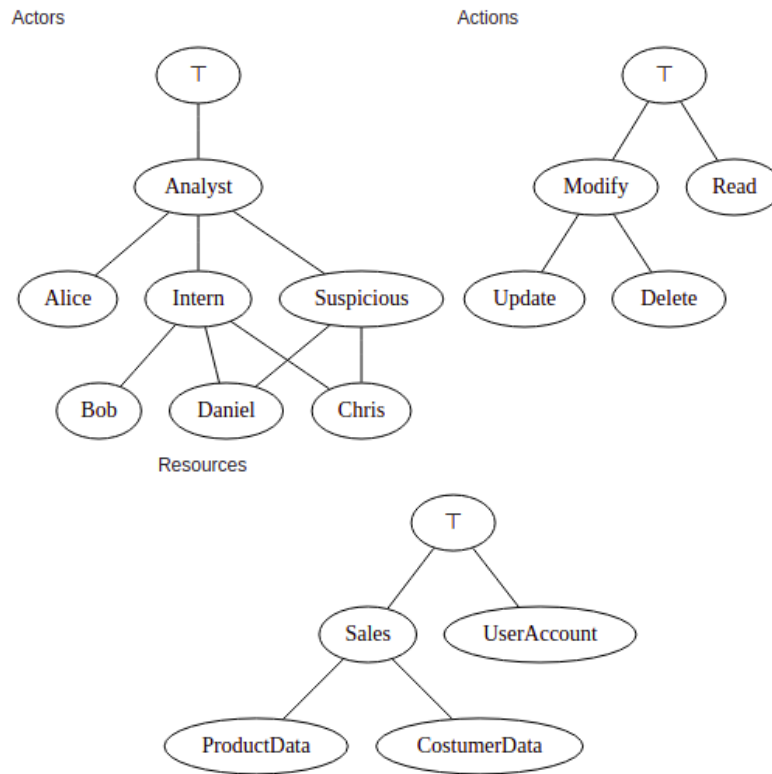 Actors
Actions
⊤
⊤
Analyst
Modify
Read
Alice
Intern
Suspicious
Update
Delete
Bob
Daniel
Chris
Resources
⊤
Sales
UserAccount
ProductData
CostumerData